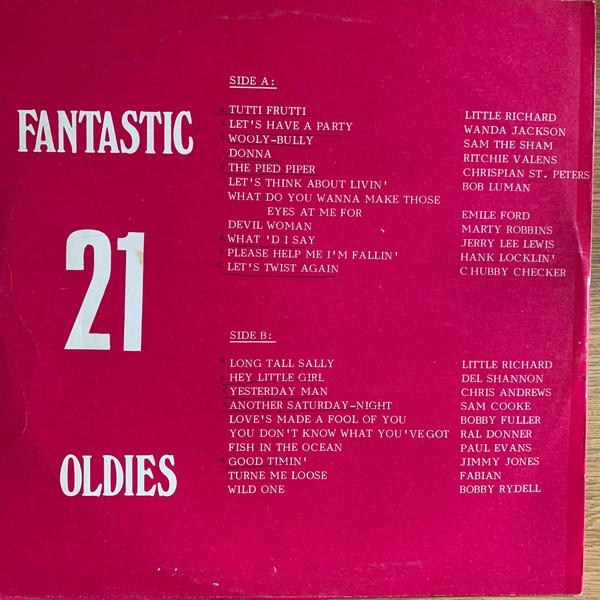 FANTASTIC
21
OLDIES
SIDE A:
TUTTI FRUTTI LITTLE RICHARD
LET'S HAVE A PARTY WANDA JACKSON
WOOLY-BULLY SAM THE SHAM
DONNA RITCHIE VALENS
THE PIED PIPER CHRISPIAN ST. PETERS
LET'S THINK ABOUT LIVIN' BOB LUMAN
WHAT DO YOU WANNA MAKE THOSE
EYES AT ME FOR EMILE FORD
DEVIL WOMAN MARTY ROBBINS
WHAT 'D I SAY JERRY LEE LEWIS
PLEASE HELP ME I'M FALLIN' HANK LOCKLIN'
LET'S TWIST AGAIN CHUBBY CHECKER
SIDE B:
LONG TALL SALLY LITTLE RICHARD
HEY LITTLE GIRL DEL SHANNON
YESTERDAY MAN CHRIS ANDREWS
ANOTHER SATURDAY-NIGHT SAM COOKE
LOVE'S MADE A FOOL OF YOU BOBBY FULLER
YOU DON'T KNOW WHAT YOU'VE GOT RAL DONNER
FISH IN THE OCEAN PAUL EVANS
GOOD TIMIN' JIMMY JONES
TURNE ME LOOSE FABIAN
WILD ONE BOBBY RYDELL